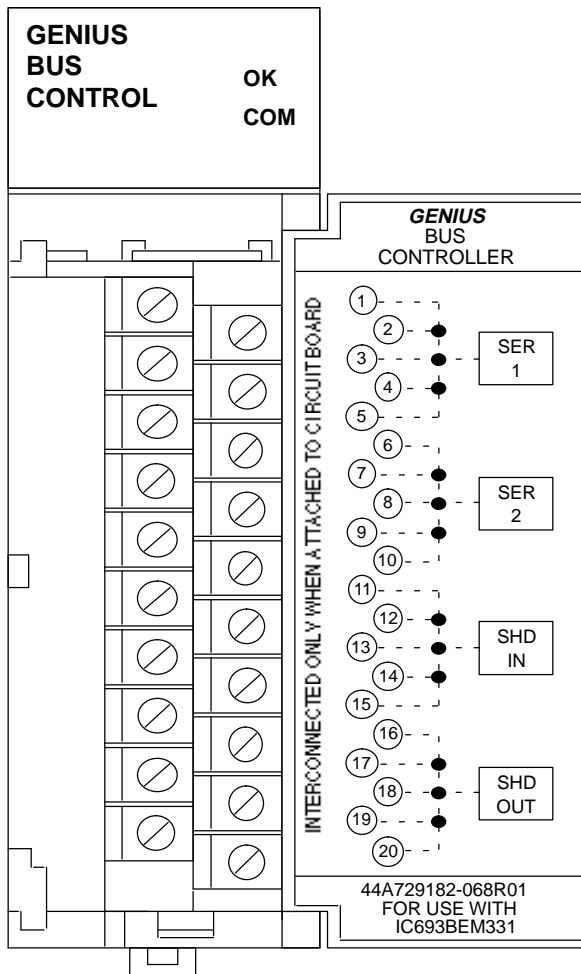 GENIUS
BUS
CONTROL
OK
COM
GENIUS
BUS
CONTROLLER
INTERCONNECTED ONLY WHEN ATTACHED TO CIRCUIT BOARD
1
2
3
4
5
SER
1
6
7
8
9
10
SER
2
11
12
13
14
15
SHD
IN
16
17
18
19
20
SHD
OUT
44A729182-068R01
FOR USE WITH
IC693BEM331